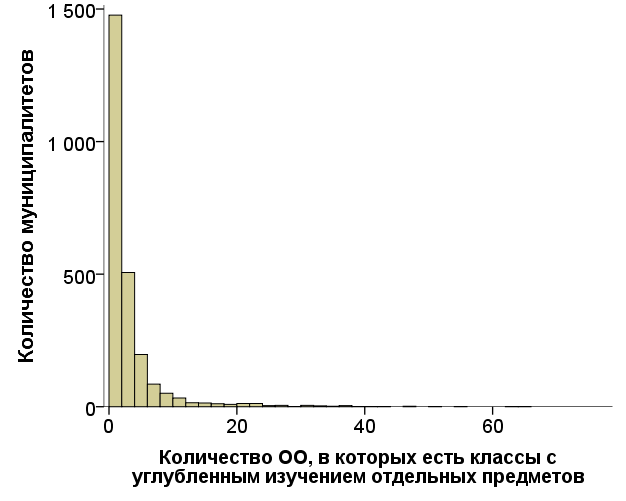 Количество муниципалитетов
1 500
1 000
500
0
0 20 40 60
Количество ОО, в которых есть классы с
углубленным изучением отдельных предметов